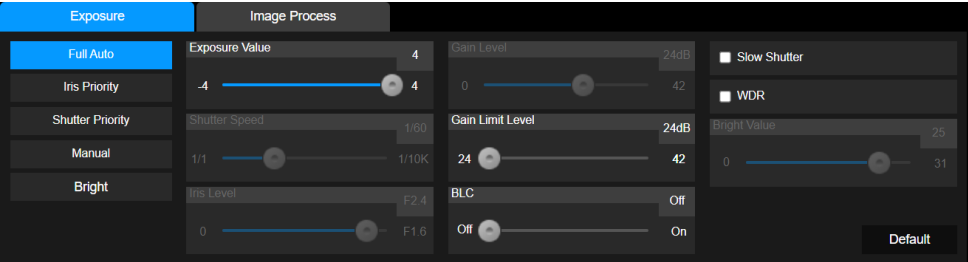 Exposure
Image Process
Full Auto
Iris Priority
Shutter Priority
Manual
Bright
Exposure Value
4
-4
4
Shutter Speed
1/60
1/1
1/10K
Iris Level
F2.4
0
F1.6
Gain Level
24dB
0
42
Gain Limit Level
24dB
24
42
BLC
Off
Off
On
Slow Shutter
WDR
Bright Value
25
0
31
Default